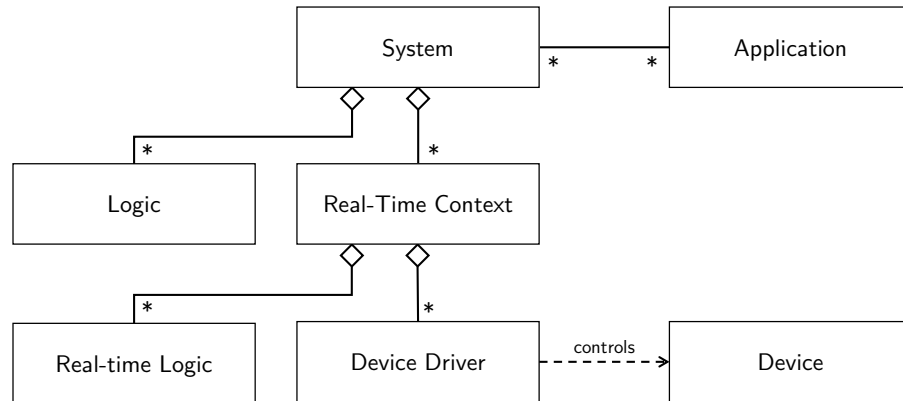 System
Application
* *
* *
Logic
Real-Time Context
* *
Real-time Logic
Device Driver
controls
Device